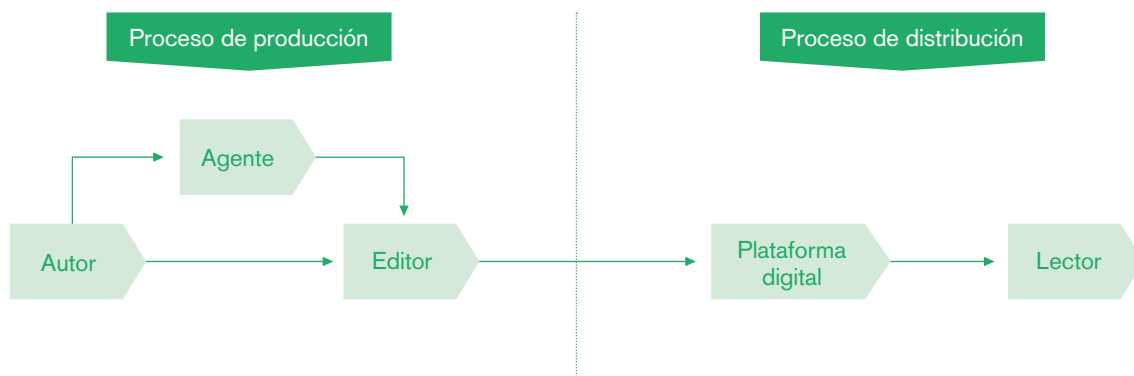 Proceso de producción
Proceso de distribución
Agente
Autor
Editor
Plataforma
digital
Lector